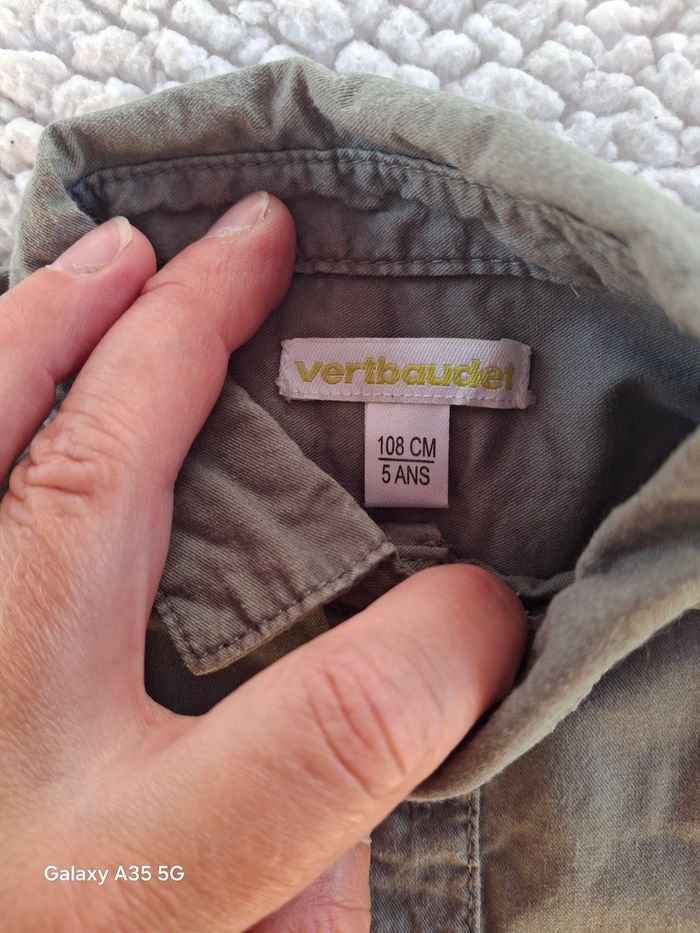 vertbaudet
108 CM
5 ANS
Galaxy A35 5G